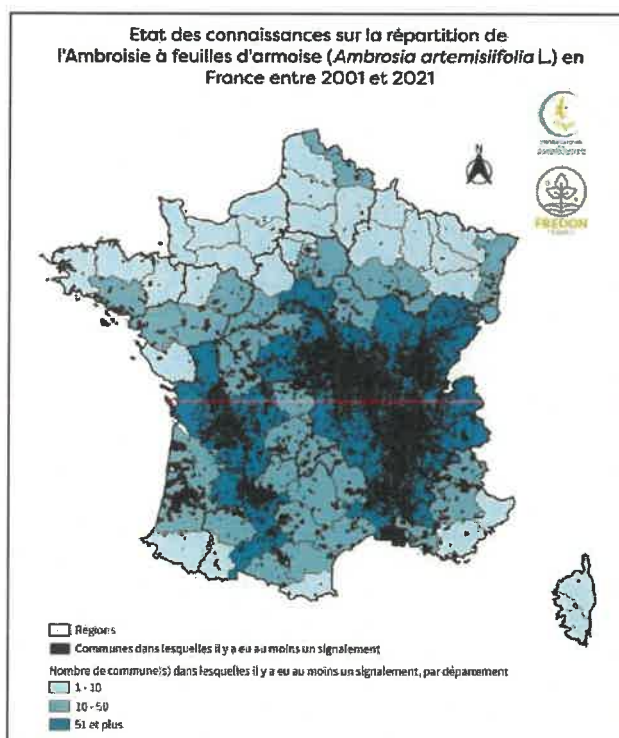 Etat des connaissances sur la répartition de
l'Ambroisie à feuilles d'armoise (Ambrosia artemisiifolia L.) en
France entre 2001 et 2021
N
FREDON
FRANCE
Régions
Communes dans lesquelles il y a eu au moins un signalement
Nombre de commune(s) dans lesquelles il y a eu au moins un signalement, par département
1 - 10
10 - 50
51 et plus